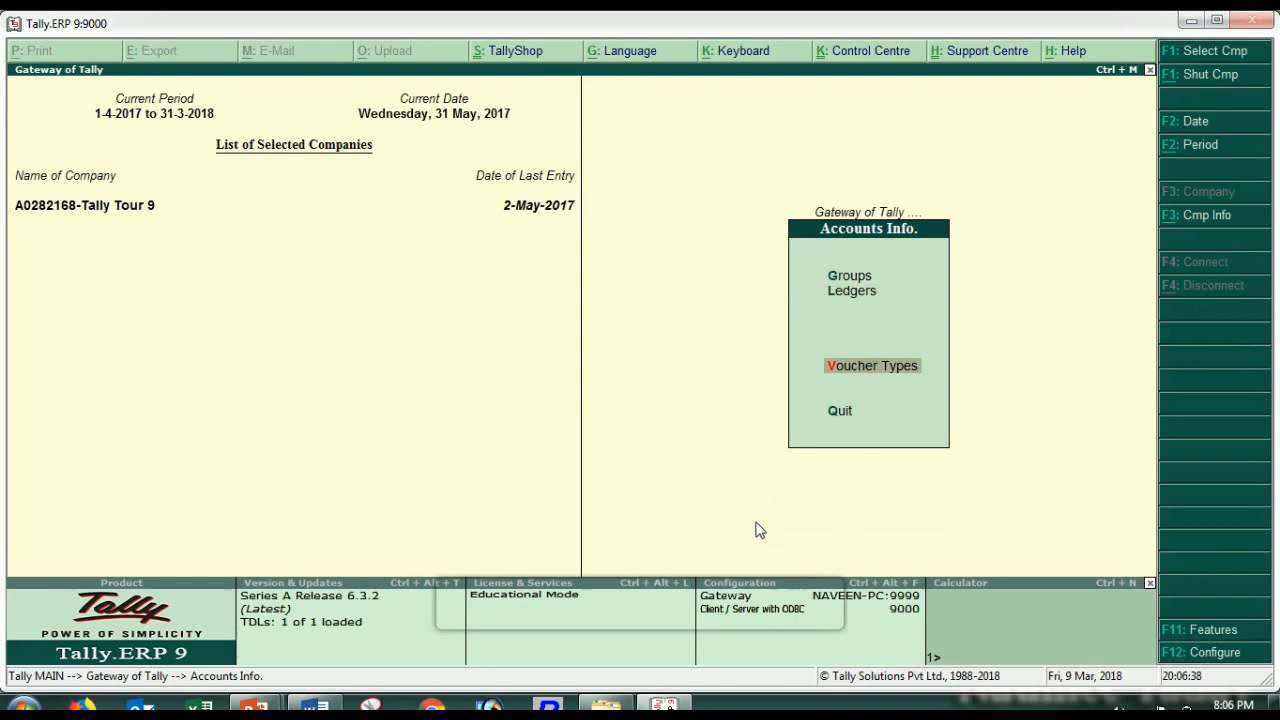 Tally.ERP 9:9000
P: Print E: Export M: E-Mail O: Upload S: TallyShop G: Language K: Keyboard K: Control Centre H: Support Centre H: Help
Gateway of Tally Ctrl + M
Current Period Current Date
1-4-2017 to 31-3-2018 Wednesday, 31 May, 2017
List of Selected Companies
Name of Company Date of Last Entry
A0282168-Tally Tour 9 2-May-2017
Gateway of Tally ....
Accounts Info.
Groups
Ledgers
Voucher Types
Quit
F1: Select Cmp
F1: Shut Cmp
F2: Date
F2: Period
F3: Company
F3: Cmp Info
F4: Connect
F4: Disconnect
F11: Features
F12: Configure
Product
Tally
POWER OF SIMPLICITY
Tally.ERP 9
Version & Updates Ctrl + Alt + T
Series A Release 6.3.2
(Latest)
TDLs: 1 of 1 loaded
License & Services Ctrl + Alt + L
Educational Mode
Configuration Ctrl + Alt + F
Gateway NAVEEN-PC:9999
Client / Server with ODBC 9000
Calculator Ctrl + N
1>
Tally MAIN --> Gateway of Tally --> Accounts Info. © Tally Solutions Pvt Ltd., 1988-2018 Fri, 9 Mar, 2018 20:06:38
8:06 PM